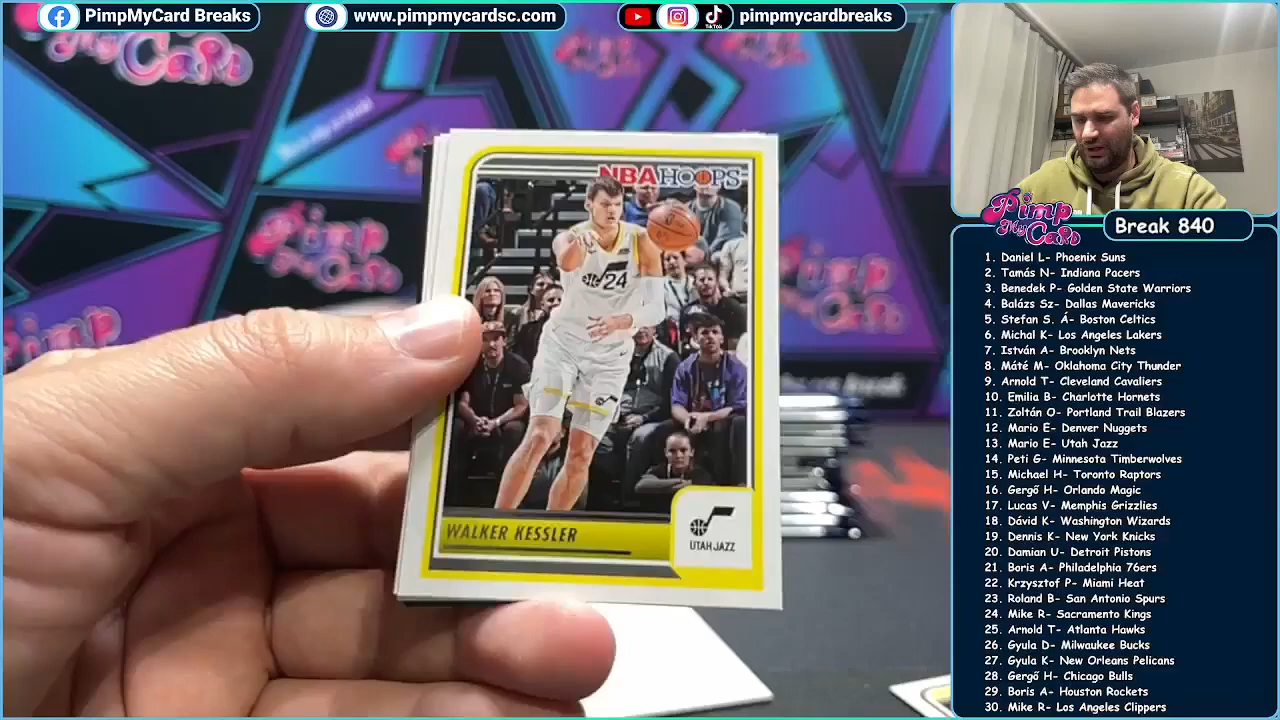 PimpMyCard Breaks
www.pimpmycardsc.com
TikTok
pimpmycardbreaks
Pimp
My Card
Break 840
NBA HOOPS
24
WALKER KESSLER
UTAH JAZZ
1. Daniel L- Phoenix Suns
2. Tamás N- Indiana Pacers
3. Benedek P- Golden State Warriors
4. Balázs Sz- Dallas Mavericks
5. Stefan S. Á- Boston Celtics
6. Michal K- Los Angeles Lakers
7. István A- Brooklyn Nets
8. Máté M- Oklahoma City Thunder
9. Arnold T- Cleveland Cavaliers
10. Emilia B- Charlotte Hornets
11. Zoltán O- Portland Trail Blazers
12. Mario E- Denver Nuggets
13. Mario E- Utah Jazz
14. Peti G- Minnesota Timberwolves
15. Michael H- Toronto Raptors
16. Gergő H- Orlando Magic
17. Lucas V- Memphis Grizzlies
18. Dávid K- Washington Wizards
19. Dennis K- New York Knicks
20. Damian U- Detroit Pistons
21. Boris A- Philadelphia 76ers
22. Krzysztof P- Miami Heat
23. Roland B- San Antonio Spurs
24. Mike R- Sacramento Kings
25. Arnold T- Atlanta Hawks
26. Gyula D- Milwaukee Bucks
27. Gyula K- New Orleans Pelicans
28. Gergő H- Chicago Bulls
29. Boris A- Houston Rockets
30. Mike R- Los Angeles Clippers